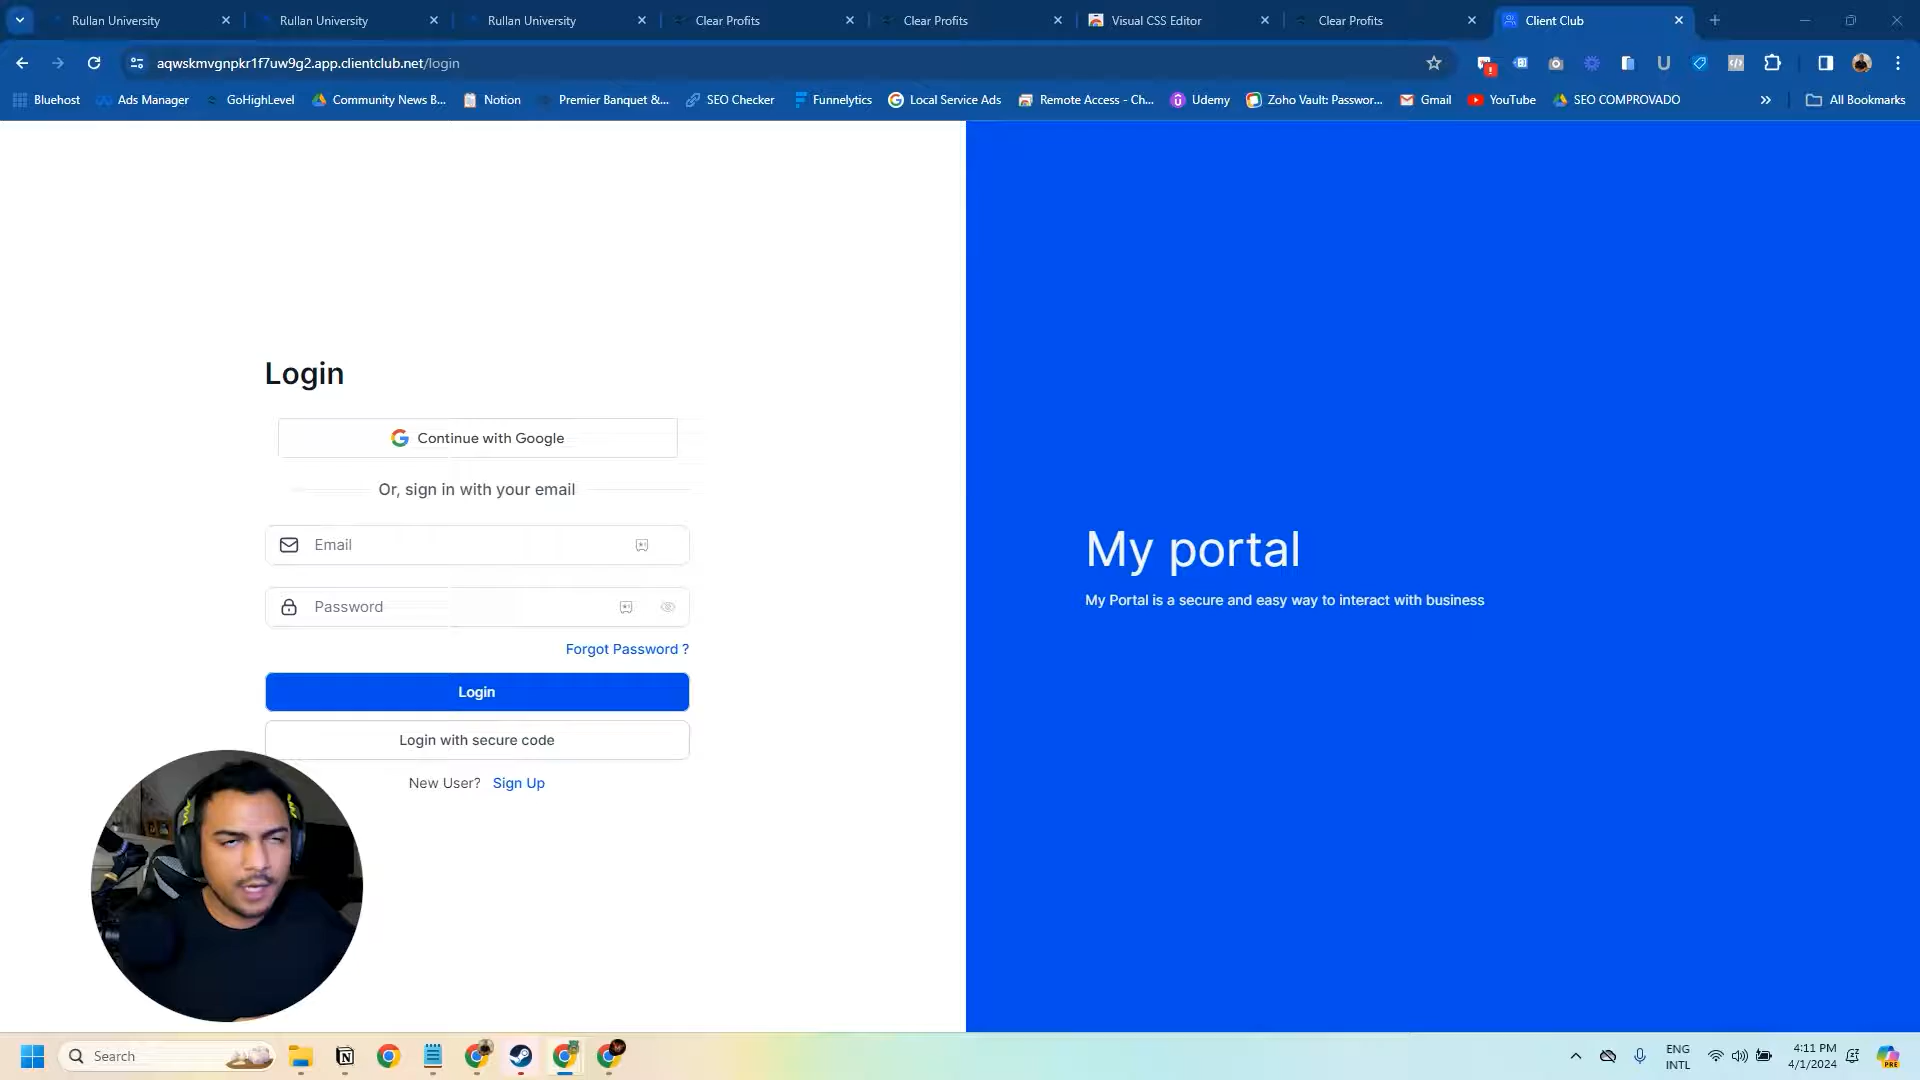 Rullan University
Rullan University
Rullan University
Clear Profits
Clear Profits
Visual CSS Editor
Clear Profits
Client Club
aqwskmvgnpkr1f7uw9g2.app.clientclub.net/login
Bluehost
Ads Manager
GoHighLevel
Community News B...
Notion
Premier Banquet &...
SEO Checker
Funnelytics
Local Service Ads
Remote Access - Ch...
Udemy
Zoho Vault: Passwor...
Gmail
YouTube
SEO COMPROVADO
All Bookmarks
Login
Continue with Google
Or, sign in with your email
Email
Password
Forgot Password ?
Login
Login with secure code
New User? Sign Up
My portal
My Portal is a secure and easy way to interact with business
Search
ENG
INTL
4:11 PM
4/1/2024
PRE